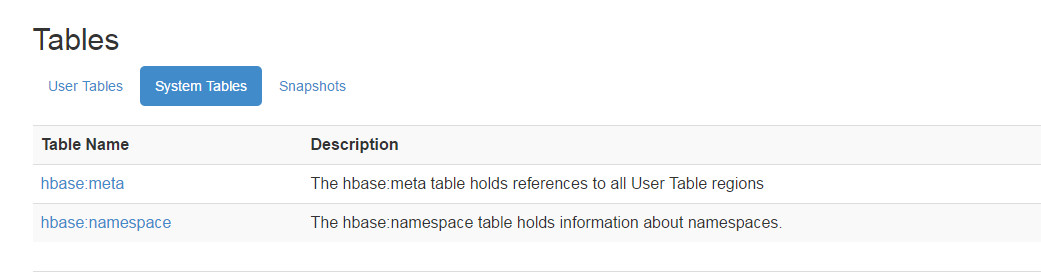 Tables
User Tables System Tables Snapshots
Table Name Description
hbase:meta The hbase:meta table holds references to all User Table regions
hbase:namespace The hbase:namespace table holds information about namespaces.